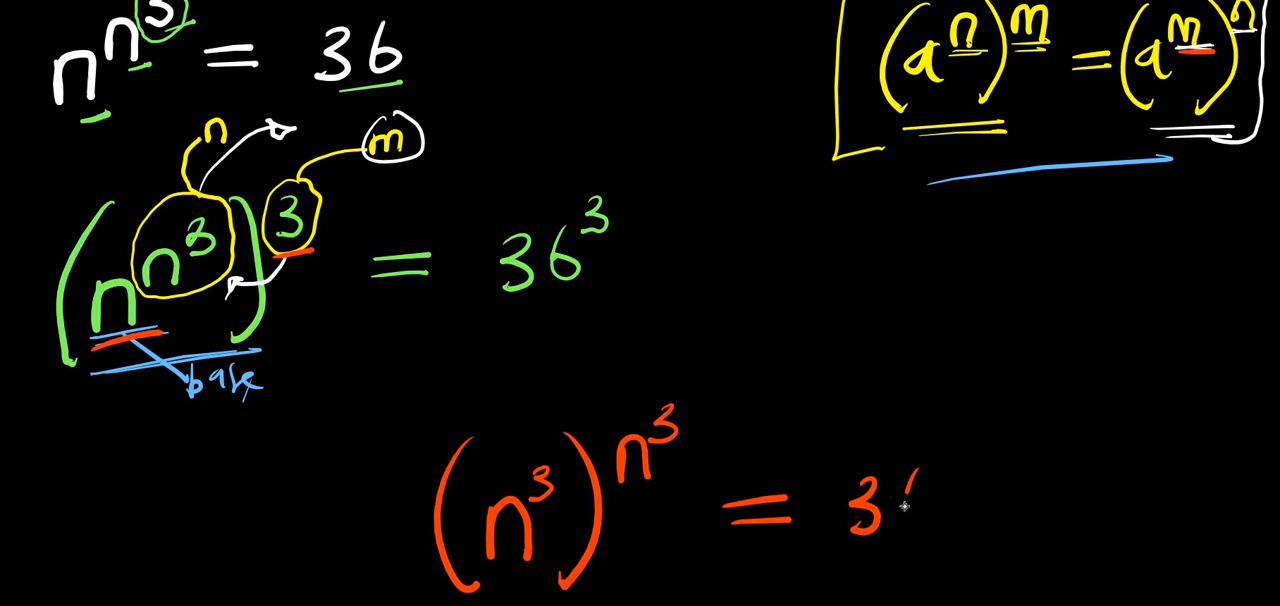 n^n^3 = 36
(a^n)^m = (a^m)^n
n
m
(n^n^3)^3 = 36^3
base
(n^3)^n^3 = 3